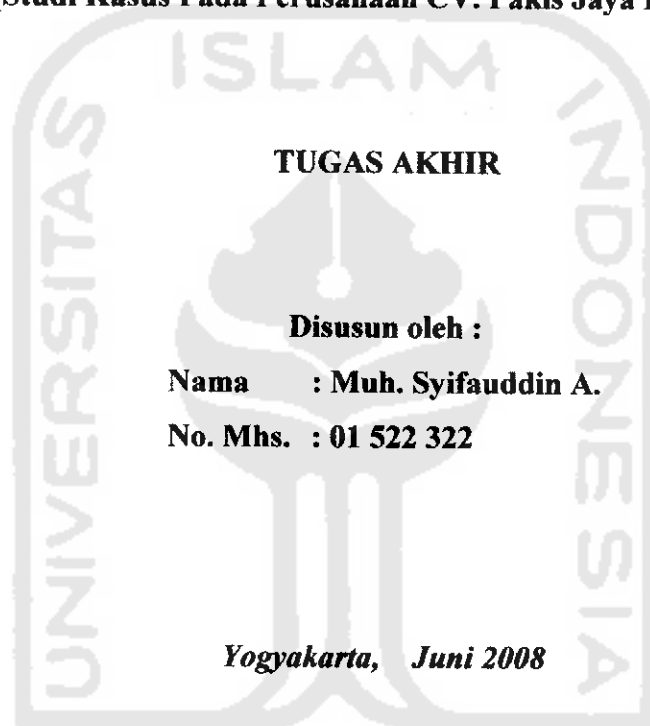 Studi Kasus Pada Perusahaan CV. Pakis Jaya
ISLAM
UNIVERSITAS
INDONESIA
TUGAS AKHIR
Disusun oleh :
Nama : Muh. Syifauddin A.
No. Mhs. : 01 522 322
Yogyakarta, Juni 2008